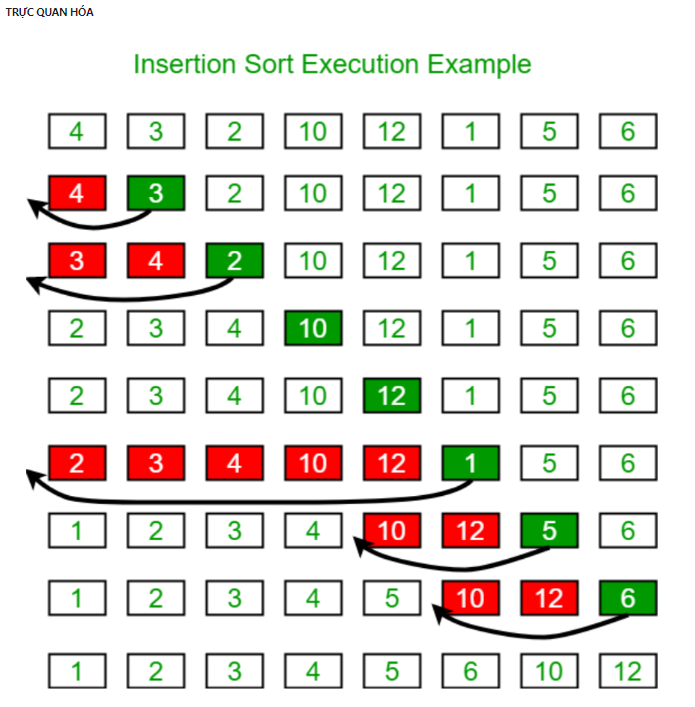 TRỰC QUAN HÓA
Insertion Sort Execution Example
4 3 2 10 12 1 5 6
4 3 2 10 12 1 5 6
3 4 2 10 12 1 5 6
2 3 4 10 12 1 5 6
2 3 4 10 12 1 5 6
2 3 4 10 12 1 5 6
1 2 3 4 10 12 5 6
1 2 3 4 5 10 12 6
1 2 3 4 5 6 10 12